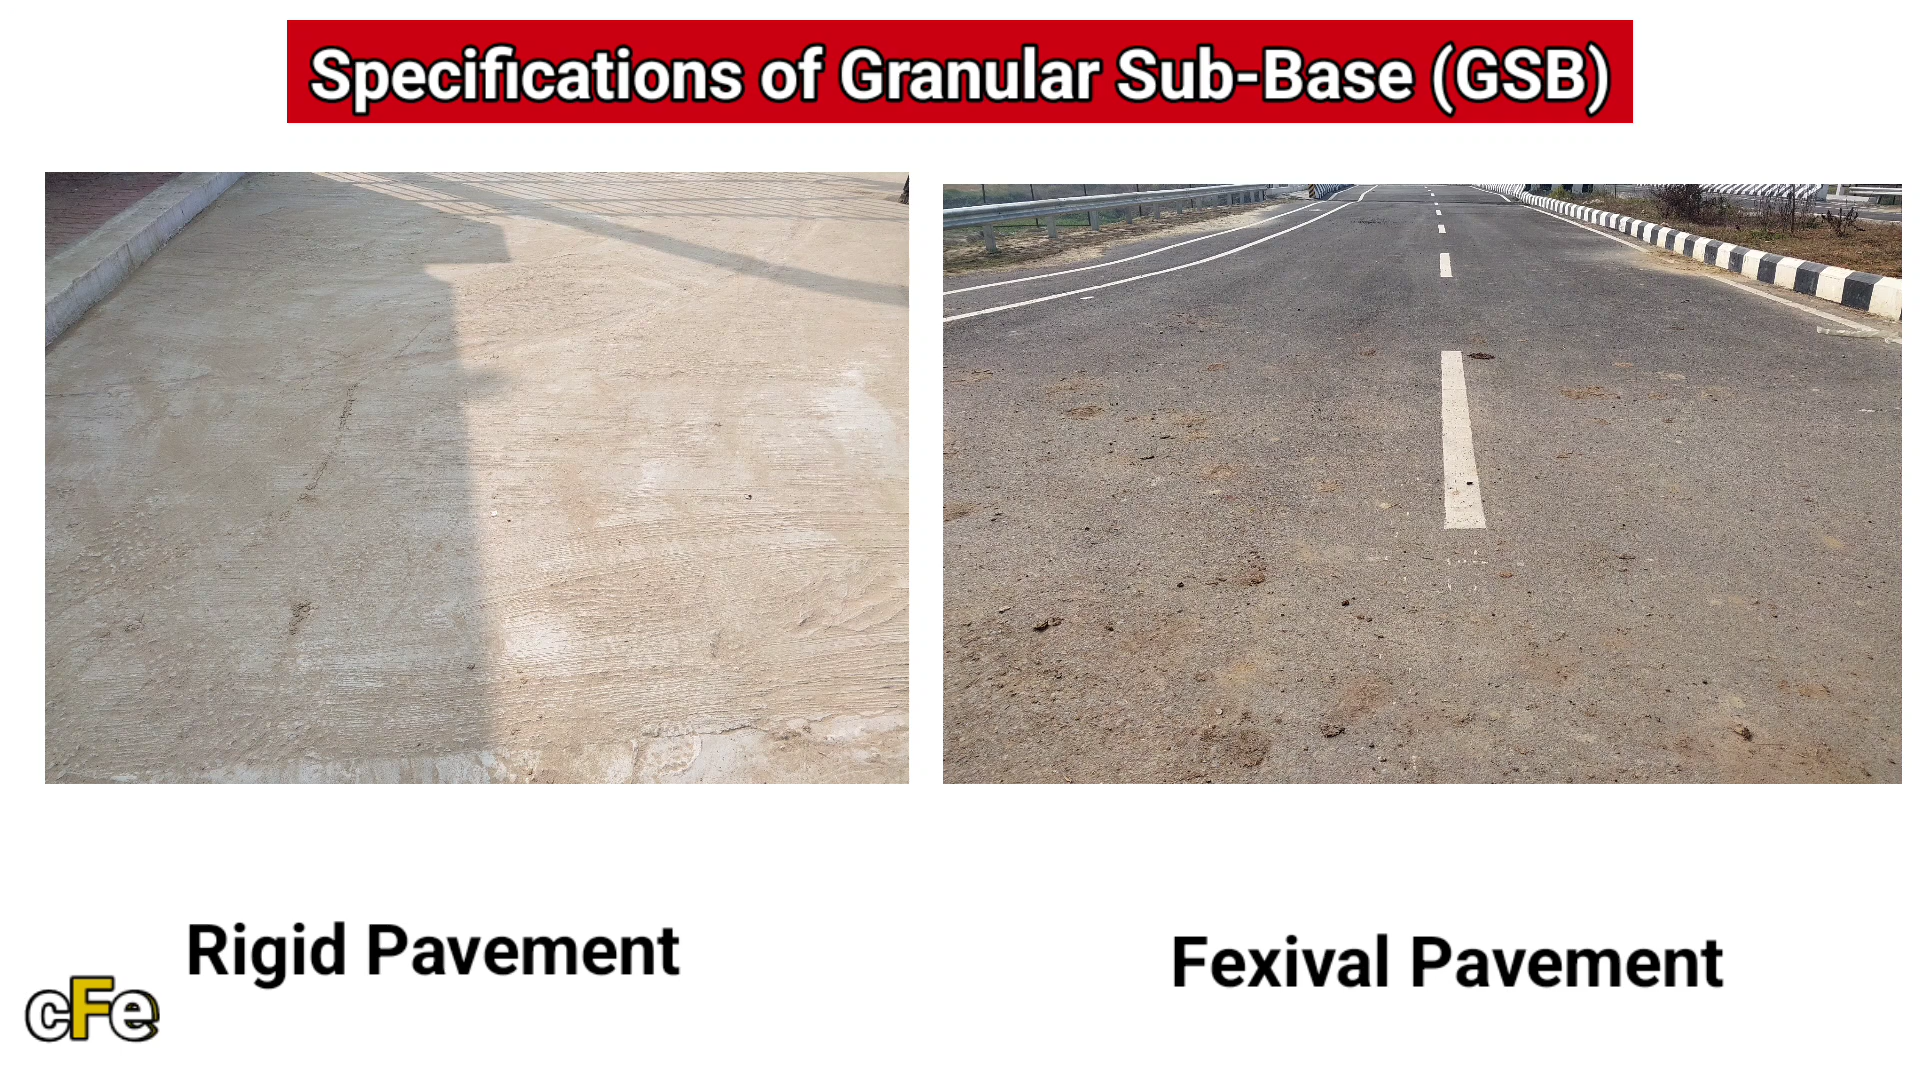 Specifications of Granular Sub-Base (GSB)
Rigid Pavement
Fexival Pavement
cFe